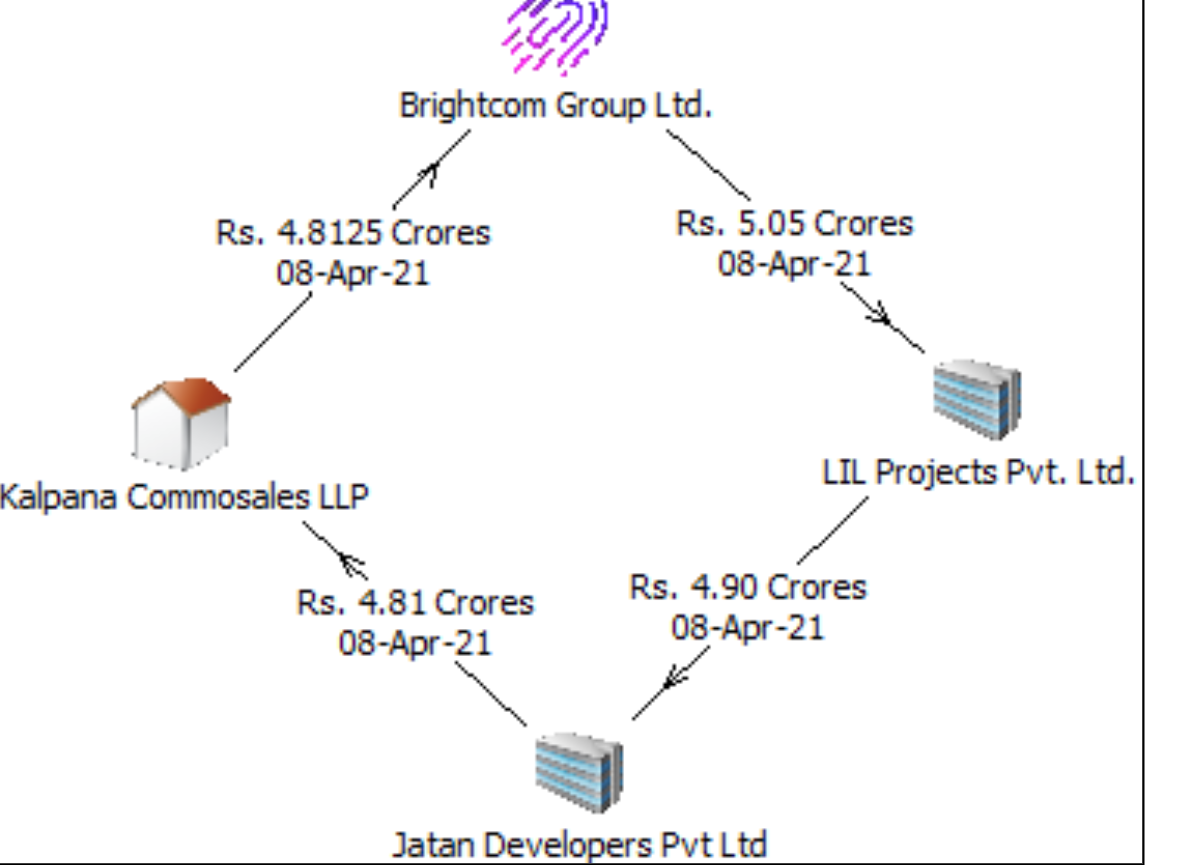 Brightcom Group Ltd.
Rs. 4.8125 Crores
08-Apr-21
Rs. 5.05 Crores
08-Apr-21
Kalpana Commosales LLP
LIL Projects Pvt. Ltd.
Rs. 4.81 Crores
08-Apr-21
Rs. 4.90 Crores
08-Apr-21
Jatan Developers Pvt Ltd